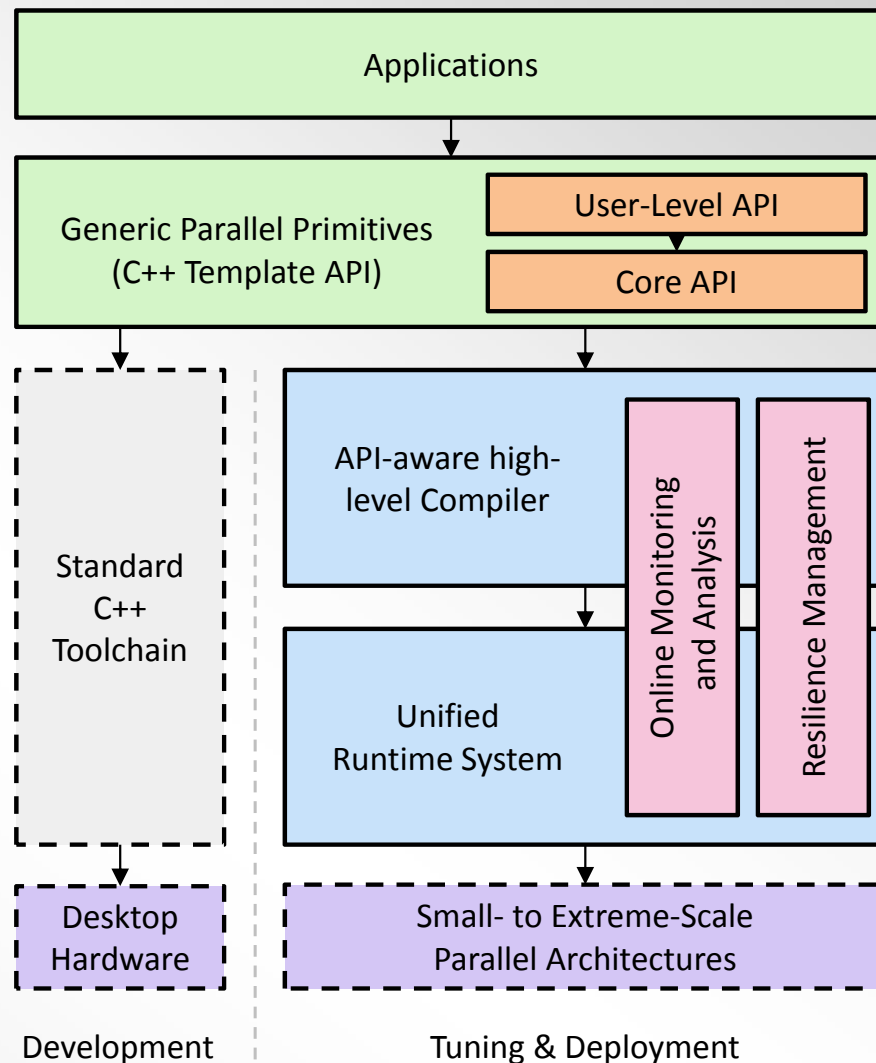 Applications
Generic Parallel Primitives
(C++ Template API)
User-Level API
Core API
Standard
C++
Toolchain
API-aware high-
level Compiler
Online Monitoring
and Analysis
Resilience Management
Unified
Runtime System
Desktop
Hardware
Small- to Extreme-Scale
Parallel Architectures
Development
Tuning & Deployment